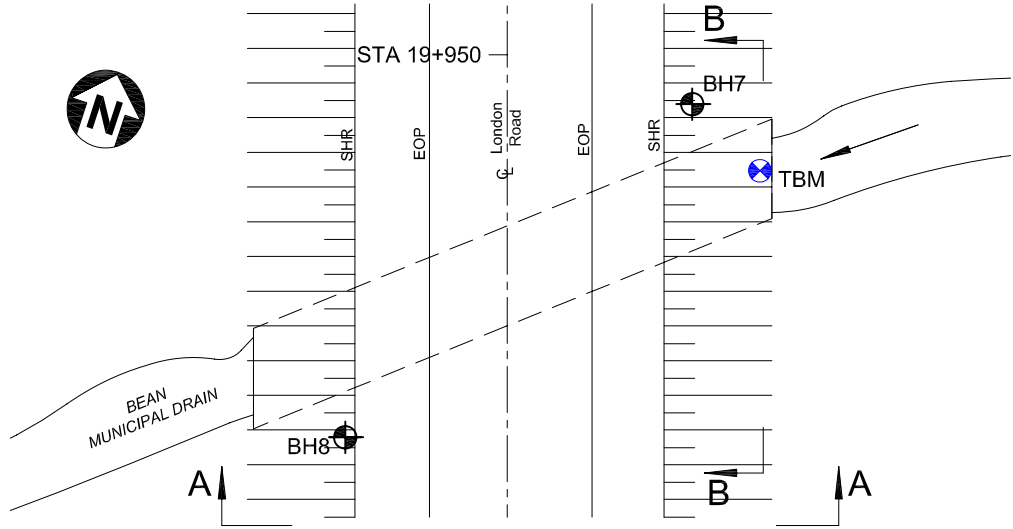 B
STA 19+950
BH7
N
SHR
EOP
℄ London
Road
EOP
SHR
TBM
BEAN
MUNICIPAL DRAIN
BH8
A
B
A